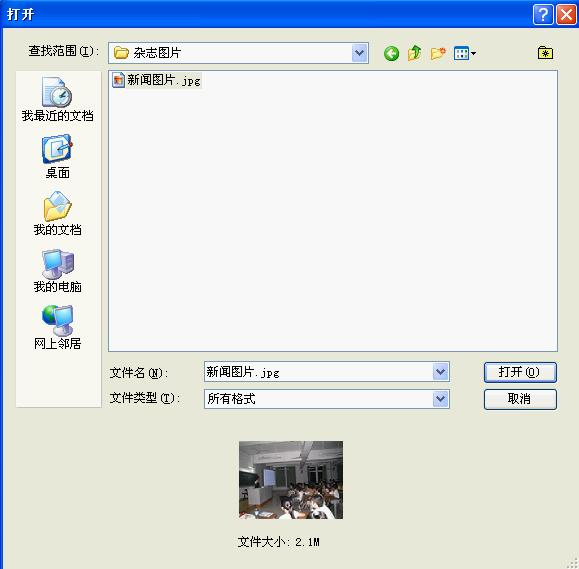 打开
查找范围(I):
杂志图片
新闻图片.jpg
我最近的文档
桌面
我的文档
我的电脑
网上邻居
文件名(N):
新闻图片.jpg
打开(O)
文件类型(T):
所有格式
取消
文件大小: 2.1M